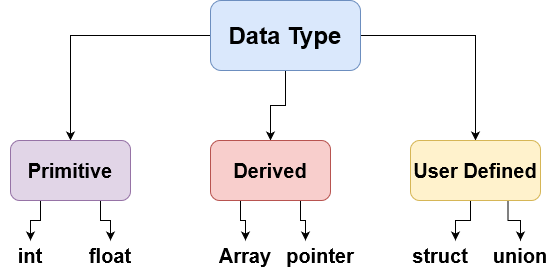 Data Type
Primitive
Derived
User Defined
int
float
Array
pointer
struct
union